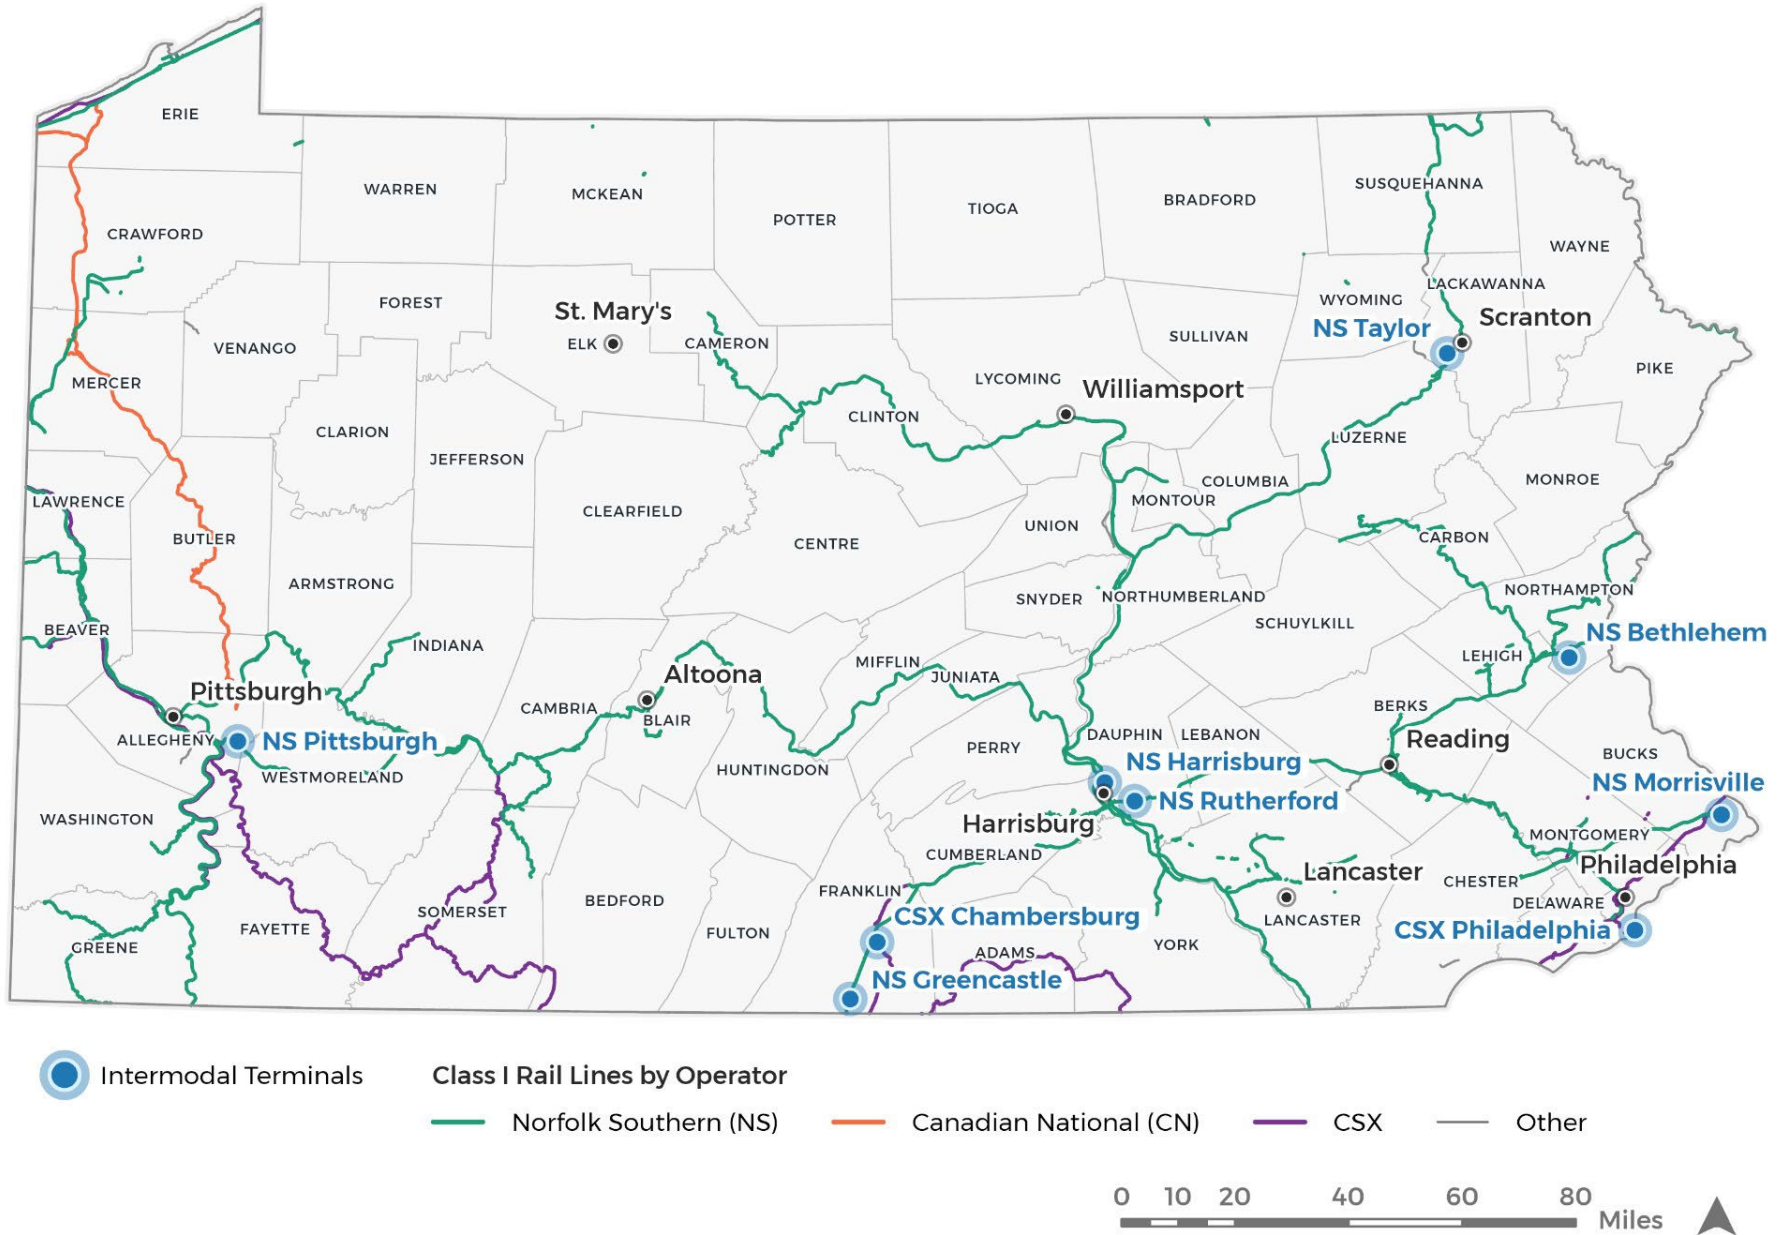 ERIE
WARREN
MCKEAN
POTTER
TIOGA
BRADFORD
SUSQUEHANNA
WAYNE
CRAWFORD
FOREST
St. Mary's
ELK
CAMERON
VENANGO
WYOMING
LACKAWANNA
NS Taylor
Scranton
SULLIVAN
PIKE
MERCER
LYCOMING
Williamsport
CLINTON
CLARION
JEFFERSON
LUZERNE
COLUMBIA
MONTOUR
MONROE
LAWRENCE
BUTLER
CLEARFIELD
CENTRE
UNION
CARBON
ARMSTRONG
SNYDER
NORTHUMBERLAND
NORTHAMPTON
SCHUYLKILL
NS Bethlehem
BEAVER
INDIANA
MIFFLIN
JUNIATA
LEHIGH
Pittsburgh
Altoona
CAMBRIA
BLAIR
BERKS
ALLEGHENY
NS Pittsburgh
WESTMORELAND
HUNTINGDON
PERRY
DAUPHIN
LEBANON
Reading
BUCKS
NS Harrisburg
NS Rutherford
NS Morrisville
WASHINGTON
Harrisburg
CUMBERLAND
MONTGOMERY
Philadelphia
Lancaster
CHESTER
DELAWARE
FRANKLIN
BEDFORD
SOMERSET
FAYETTE
CSX Chambersburg
LANCASTER
CSX Philadelphia
GREENE
FULTON
ADAMS
YORK
NS Greencastle
Intermodal Terminals
Class I Rail Lines by Operator
Norfolk Southern (NS)
Canadian National (CN)
CSX
Other
0 10 20 40 60 80
Miles